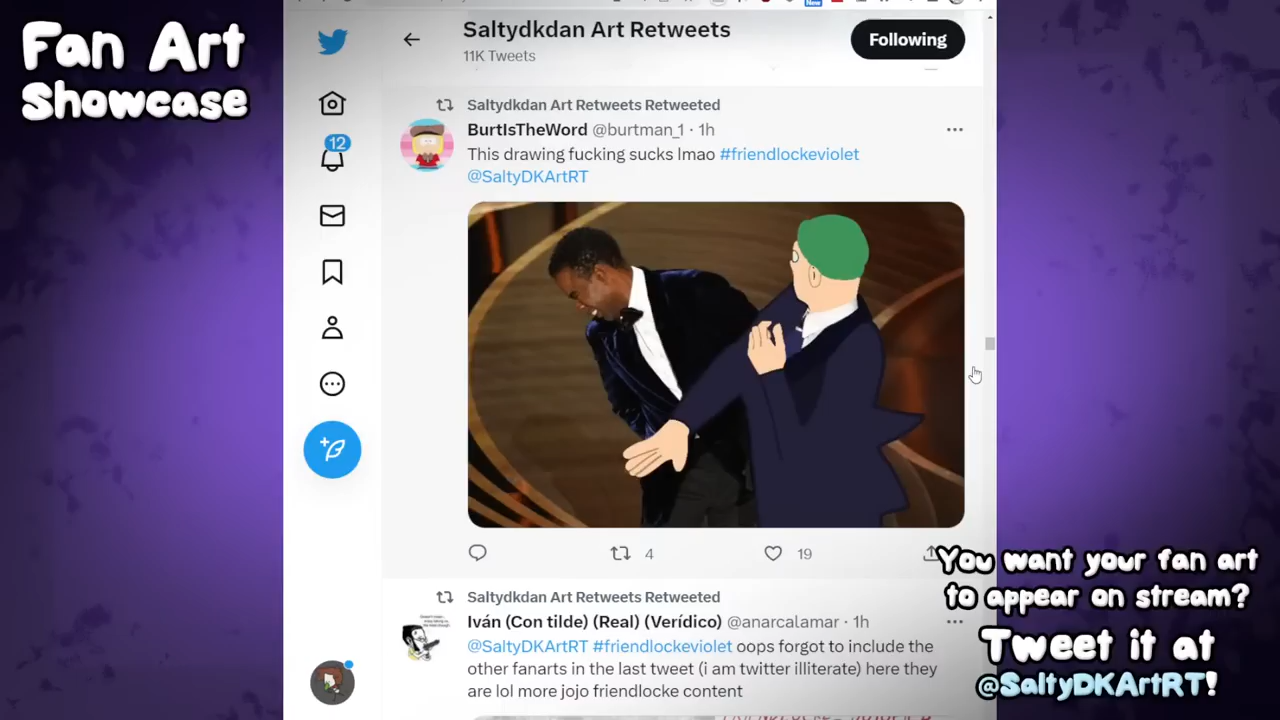 Fan Art
Showcase
New
Saltydkdan Art Retweets
11K Tweets
Following
12
Saltydkdan Art Retweets Retweeted
BurtIsTheWord @burtman_1 · 1h
This drawing fucking sucks lmao #friendlockeviolet
@SaltyDKArtRT
4
19
Saltydkdan Art Retweets Retweeted
Iván (Con tilde) (Real) (Verídico) @anarcalamar · 1h
@SaltyDKArtRT #friendlockeviolet oops forgot to include the
other fanarts in the last tweet (i am twitter illiterate) here they
are lol more jojo friendlocke content
You want your fan art
to appear on stream?
Tweet it at
@SaltyDKArtRT!